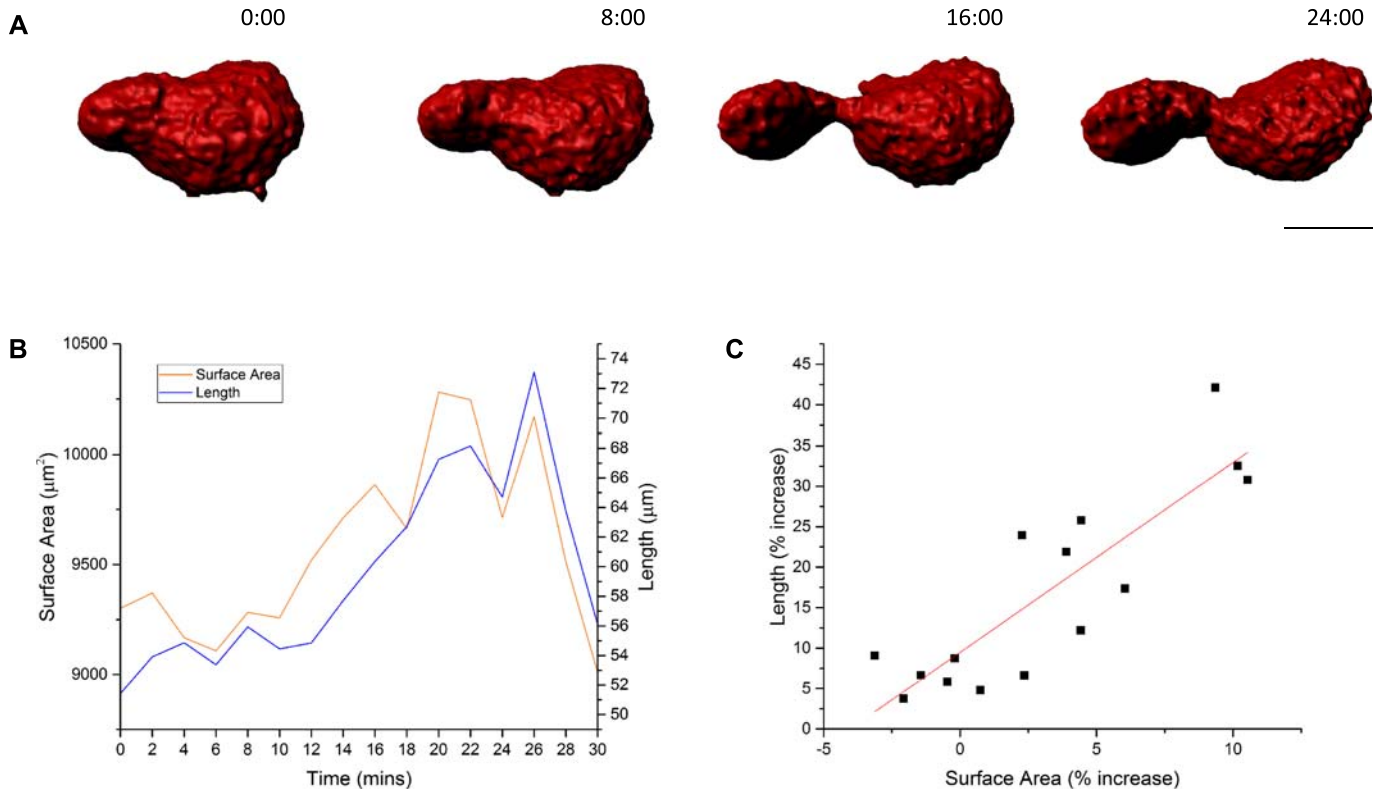 A
0:00
8:00
16:00
24:00
B
Surface Area
Length
10500
10000
9500
9000
Surface Area (μm²)
74
72
70
68
66
64
62
60
58
56
54
52
50
Length (μm)
0 2 4 6 8 10 12 14 16 18 20 22 24 26 28 30
Time (mins)
C
45
40
35
30
25
20
15
10
5
0
Length (% increase)
-5 0 5 10
Surface Area (% increase)